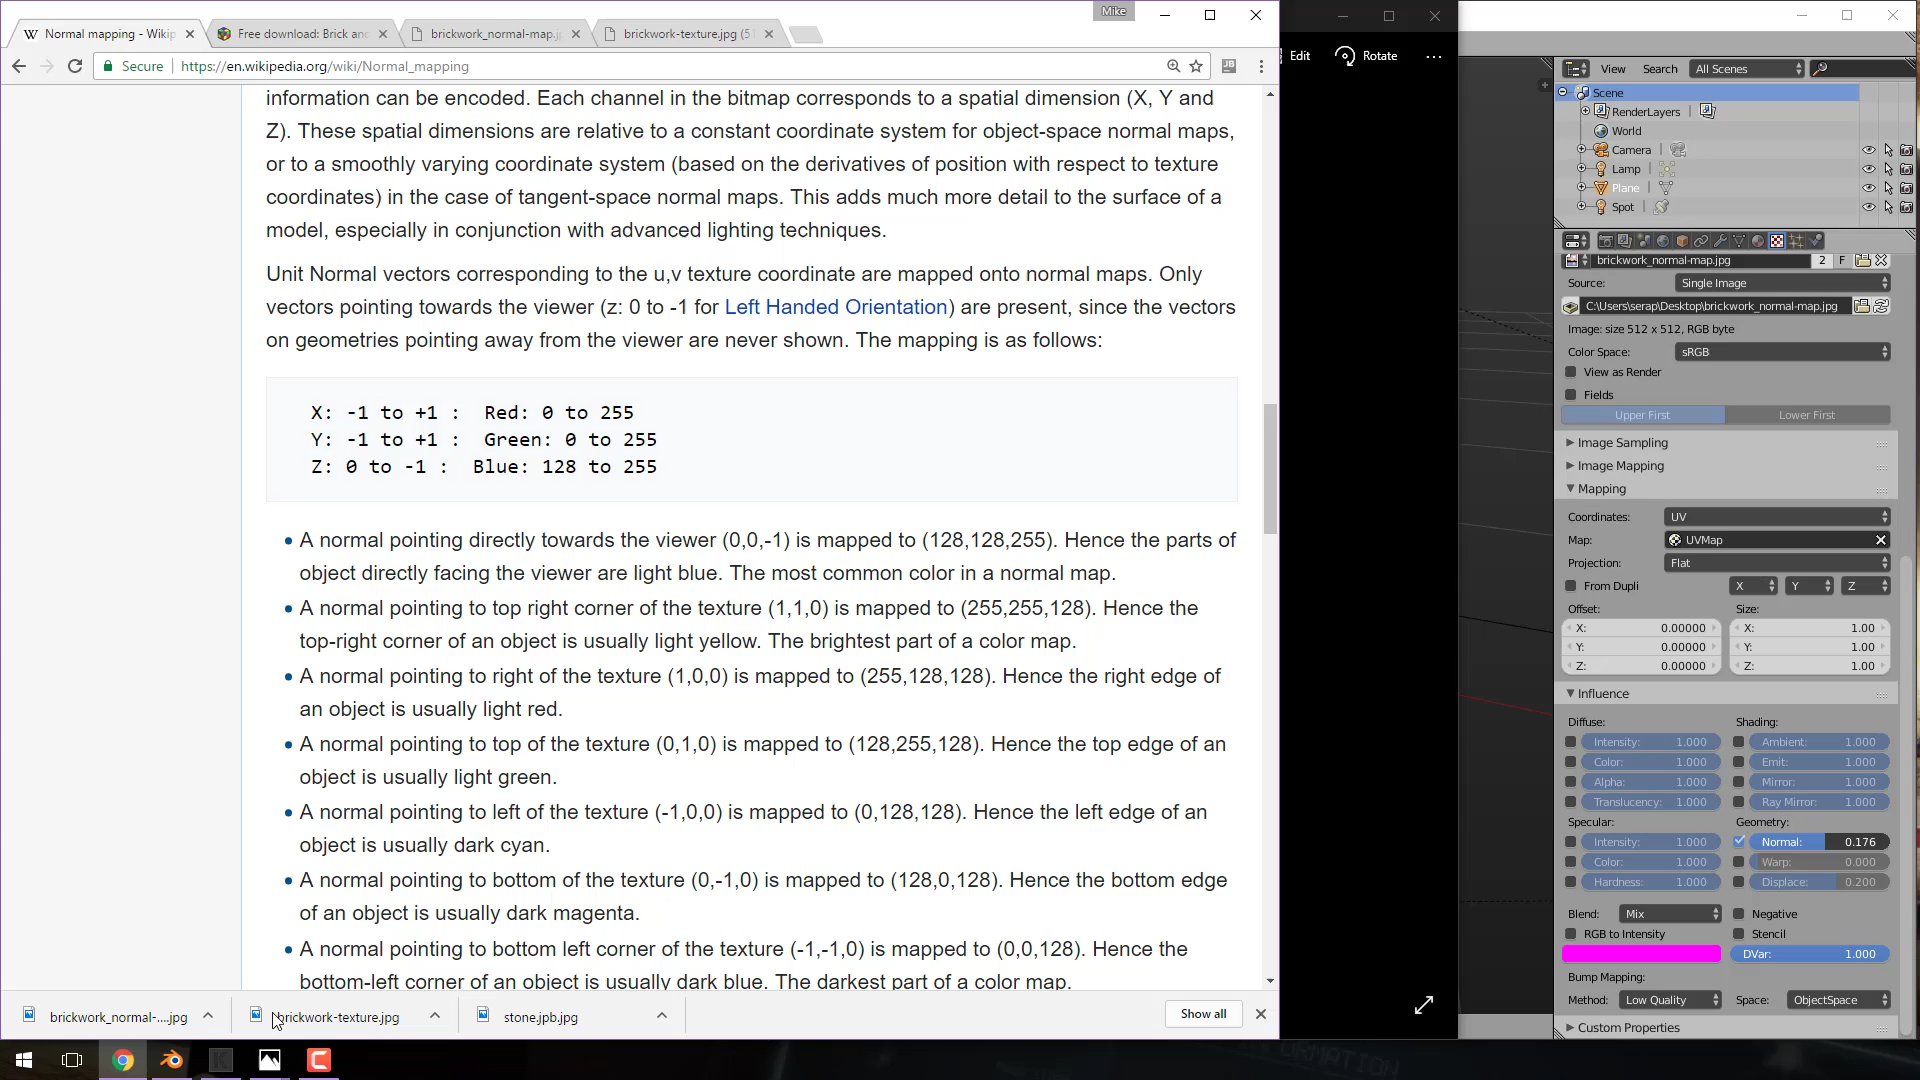 Mike
Normal mapping - Wikip
Free download: Brick and
brickwork_normal-map.j
brickwork-texture.jpg (5
Secure
https://en.wikipedia.org/wiki/Normal_mapping
information can be encoded. Each channel in the bitmap corresponds to a spatial dimension (X, Y and
Z). These spatial dimensions are relative to a constant coordinate system for object-space normal maps,
or to a smoothly varying coordinate system (based on the derivatives of position with respect to texture
coordinates) in the case of tangent-space normal maps. This adds much more detail to the surface of a
model, especially in conjunction with advanced lighting techniques.
Unit Normal vectors corresponding to the u,v texture coordinate are mapped onto normal maps. Only
vectors pointing towards the viewer (z: 0 to -1 for Left Handed Orientation) are present, since the vectors
on geometries pointing away from the viewer are never shown. The mapping is as follows:
X: -1 to +1 :  Red: 0 to 255
Y: -1 to +1 :  Green: 0 to 255
Z: 0 to -1 :  Blue: 128 to 255
A normal pointing directly towards the viewer (0,0,-1) is mapped to (128,128,255). Hence the parts of
object directly facing the viewer are light blue. The most common color in a normal map.
A normal pointing to top right corner of the texture (1,1,0) is mapped to (255,255,128). Hence the
top-right corner of an object is usually light yellow. The brightest part of a color map.
A normal pointing to right of the texture (1,0,0) is mapped to (255,128,128). Hence the right edge of
an object is usually light red.
A normal pointing to top of the texture (0,1,0) is mapped to (128,255,128). Hence the top edge of an
object is usually light green.
A normal pointing to left of the texture (-1,0,0) is mapped to (0,128,128). Hence the left edge of an
object is usually dark cyan.
A normal pointing to bottom of the texture (0,-1,0) is mapped to (128,0,128). Hence the bottom edge
of an object is usually dark magenta.
A normal pointing to bottom left corner of the texture (-1,-1,0) is mapped to (0,0,128). Hence the
bottom-left corner of an object is usually dark blue. The darkest part of a color map.
brickwork_normal-....jpg
brickwork-texture.jpg
stone.jpb.jpg
Show all
Edit
Rotate
View
Search
All Scenes
Scene
RenderLayers
World
Camera
Lamp
Plane
Spot
brickwork_normal-map.jpg
2
F
Source:
Single Image
C:\Users\serap\Desktop\brickwork_normal-map.jpg
Image: size 512 x 512, RGB byte
Color Space:
sRGB
View as Render
Fields
Upper First
Lower First
Image Sampling
Image Mapping
Mapping
Coordinates:
UV
Map:
UVMap
Projection:
Flat
From Dupli
X
Y
Z
Offset:
Size:
X: 0.00000
X: 1.00
Y: 0.00000
Y: 1.00
Z: 0.00000
Z: 1.00
Influence
Diffuse:
Shading:
Intensity: 1.000
Ambient: 1.000
Color: 1.000
Emit: 1.000
Alpha: 1.000
Mirror: 1.000
Translucency: 1.000
Ray Mirror: 1.000
Specular:
Geometry:
Intensity: 1.000
Normal: 0.176
Color: 1.000
Warp: 0.000
Hardness: 1.000
Displace: 0.200
Blend:
Mix
Negative
RGB to Intensity
Stencil
DVar: 1.000
Bump Mapping:
Method:
Low Quality
Space:
ObjectSpace
Custom Properties